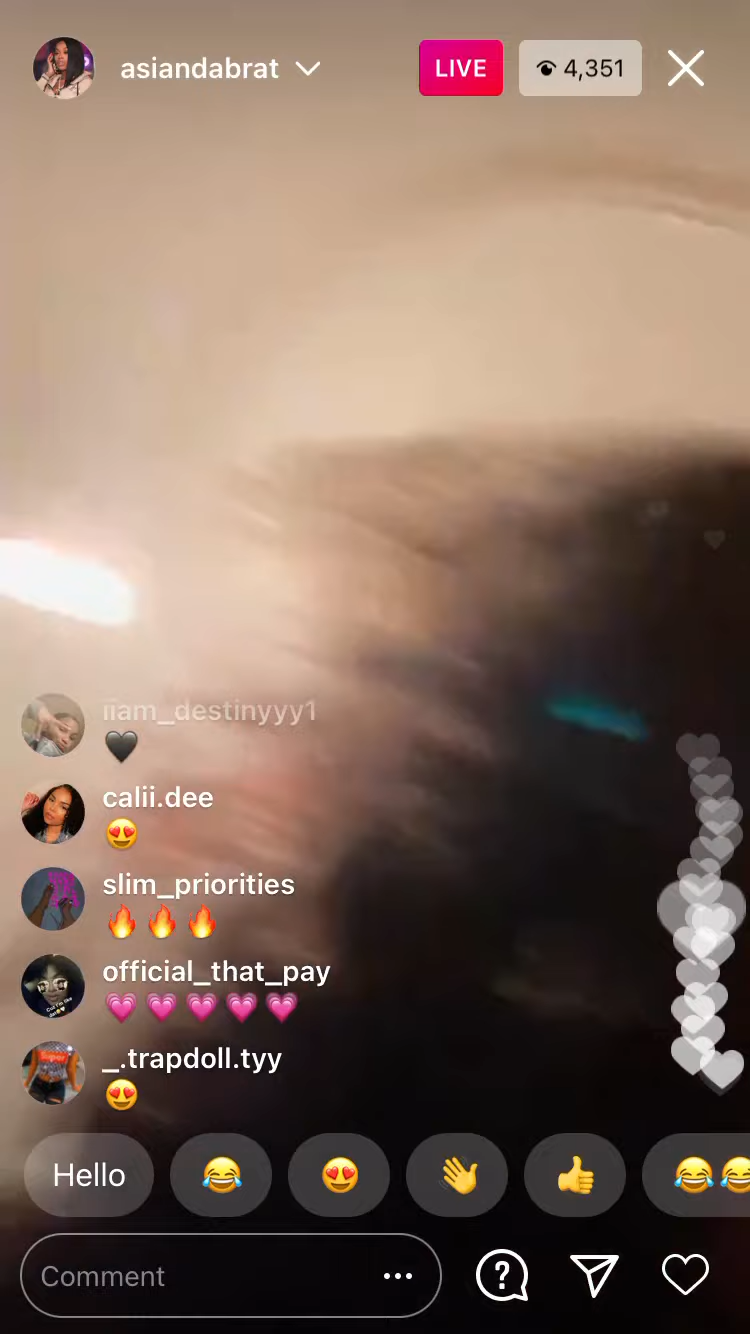 asiandabrat
LIVE
4,351
iiam_destinyyy1
🖤
calii.dee
😍
slim_priorities
🔥🔥🔥
official_that_pay
💗💗💗💗💗
_.trapdoll.tyy
😍
Hello 😂 😍 👋 👍 😂😂
Comment